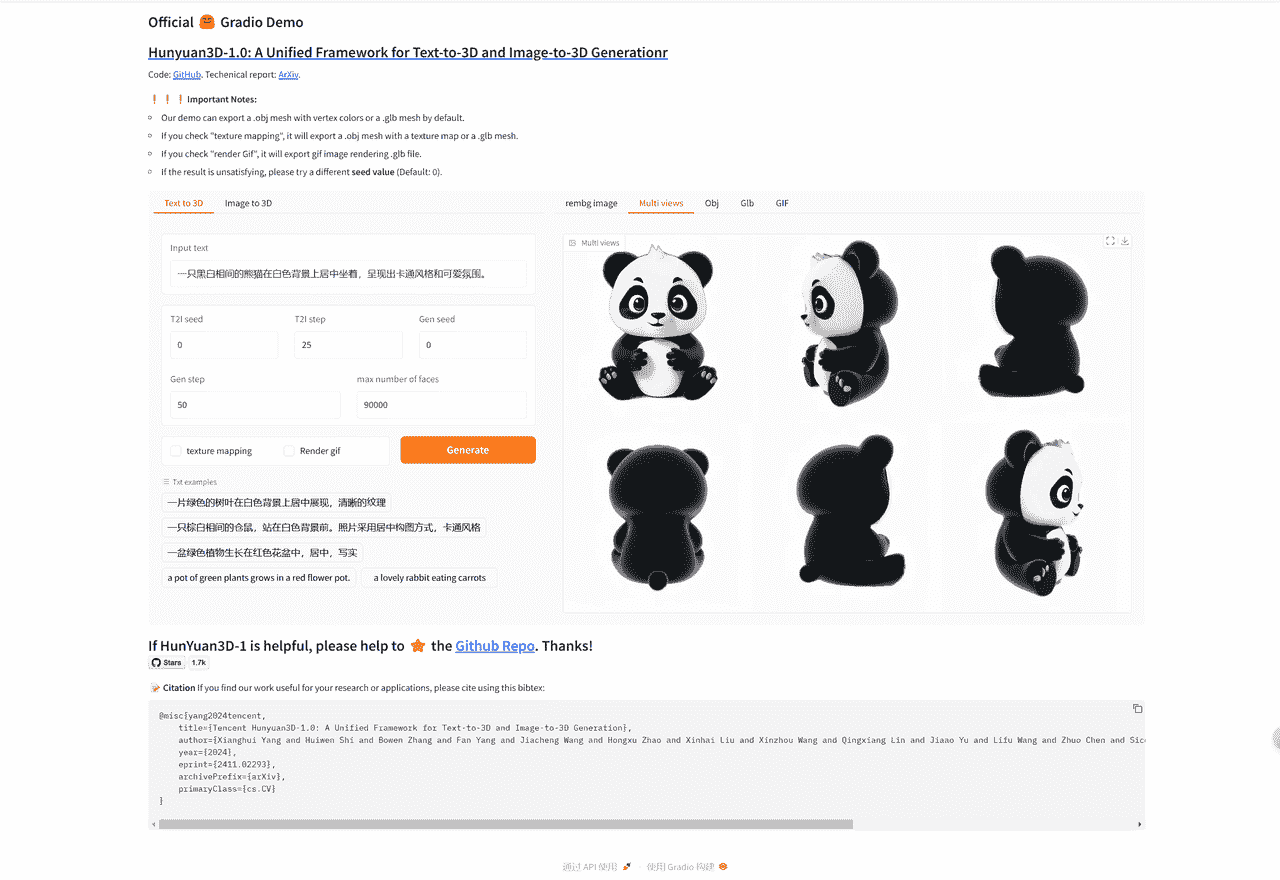 Official Gradio Demo
Hunyuan3D-1.0: A Unified Framework for Text-to-3D and Image-to-3D Generationr
Code: GitHub. Techenical report: ArXiv.
❗❕❗Important Notes:
Our demo can export a .obj mesh with vertex colors or a .glb mesh by default.
If you check "texture mapping", it will export a .obj mesh with a texture map or a .glb mesh.
If you check "render Gif", it will export gif image rendering .glb file.
If the result is unsatisfying, please try a different seed value (Default: 0).
Text to 3D Image to 3D
Input text
一只黑白相间的熊猫在白色背景上居中坐着，呈现出卡通风格和可爱氛围。
T2I seed T2I step Gen seed
0 25 0
Gen step max number of faces
50 90000
texture mapping Render gif Generate
Txt examples
一片绿色的树叶在白色背景上居中展现，清晰的纹理
一只棕白相间的仓鼠，站在白色背景前。照片采用居中构图方式，卡通风格
一盆绿色植物生长在红色花盆中，居中，写实
a pot of green plants grows in a red flower pot. a lovely rabbit eating carrots
rembg image Multi views Obj Glb GIF
Multi views
If HunYuan3D-1 is helpful, please help to ⭐ the Github Repo. Thanks!
Stars 1.7k
Citation If you find our work useful for your research or applications, please cite using this bibtex:
@misc{yang2024tencent,
title={Tencent Hunyuan3D-1.0: A Unified Framework for Text-to-3D and Image-to-3D Generation},
author={Xianghui Yang and Huiwen Shi and Bowen Zhang and Fan Yang and Jiacheng Wang and Hongxu Zhao and Xinhai Liu and Xinzhou Wang and Qingxiang Lin and Jiaao Yu and Lifu Wang and Zhuo Chen and Sic
year={2024},
eprint={2411.02293},
archivePrefix={arXiv},
primaryClass={cs.CV}
}
通过 API 使用 · 使用 Gradio 构建